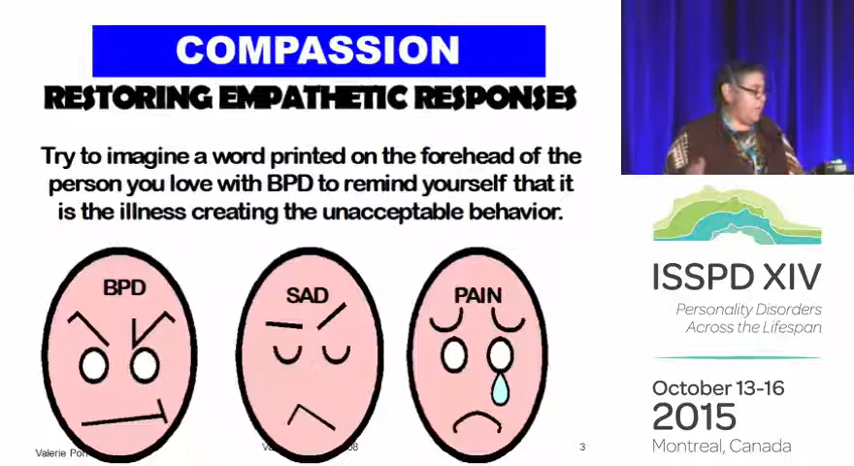 COMPASSION
RESTORING EMPATHETIC RESPONSES
Try to imagine a word printed on the forehead of the
person you love with BPD to remind yourself that it
is the illness creating the unacceptable behavior.
BPD
SAD
PAIN
Valerie
3
ISSPD XIV
Personality Disorders
Across the Lifespan
October 13-16
2015
Montreal, Canada